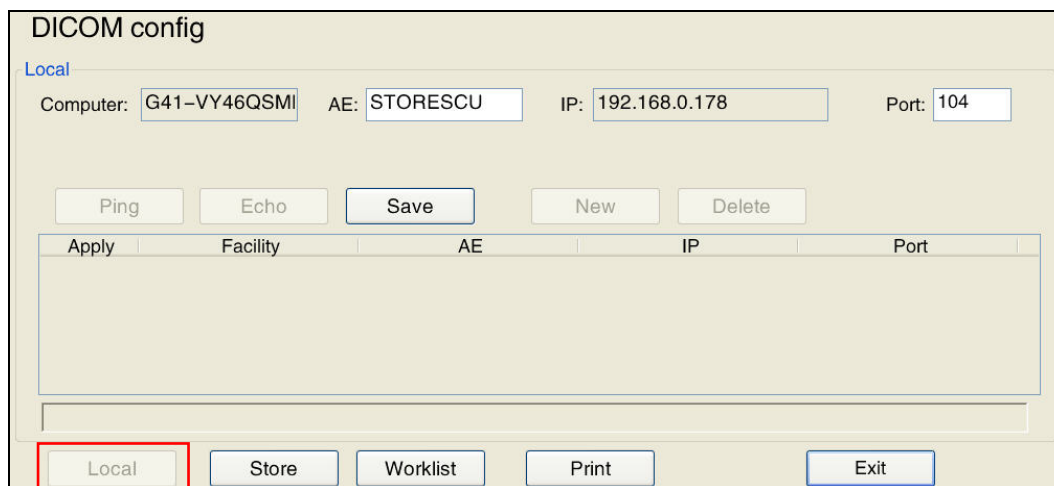 DICOM config
Local
Computer: G41-VY46QSMI AE: STORESCU IP: 192.168.0.178 Port: 104
Ping Echo Save New Delete
Apply Facility AE IP Port
Local Store Worklist Print Exit